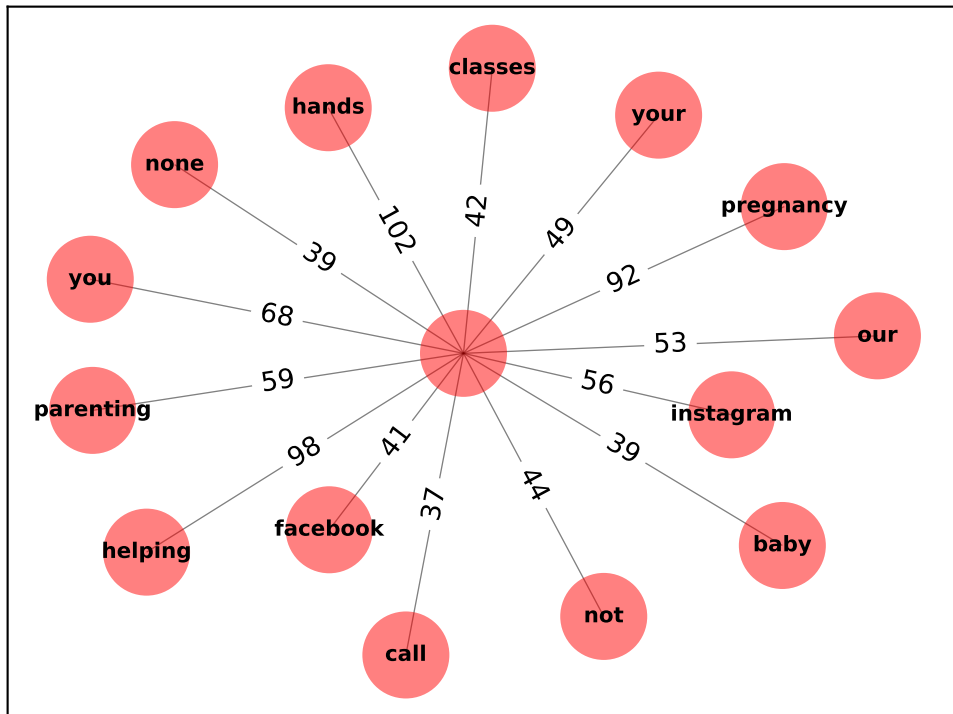 classes
hands
your
none
pregnancy
42
102
49
you
92
39
68
our
53
59
56
parenting
instagram
41
98
39
facebook
44
37
helping
baby
not
call